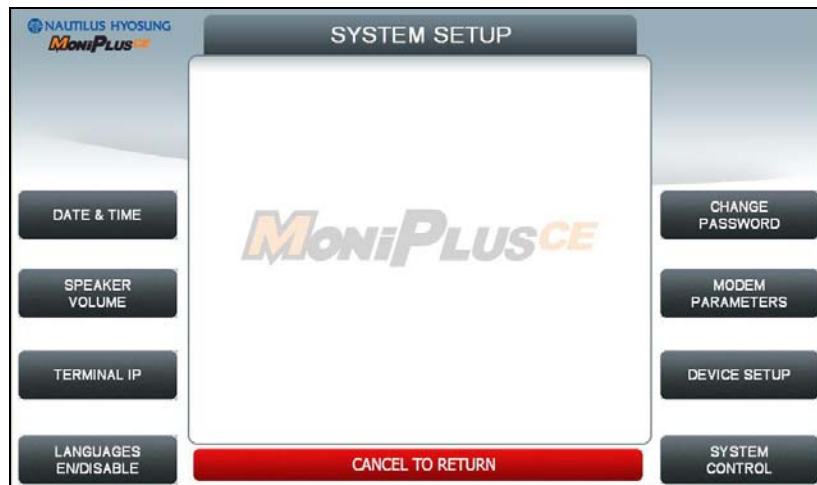 NAUTILUS HYOSUNG
MONIPLUSCE
SYSTEM SETUP
DATE & TIME
SPEAKER
VOLUME
TERMINAL IP
LANGUAGES
EN/DISABLE
MONIPLUSCE
CANCEL TO RETURN
CHANGE
PASSWORD
MODEM
PARAMETERS
DEVICE SETUP
SYSTEM
CONTROL